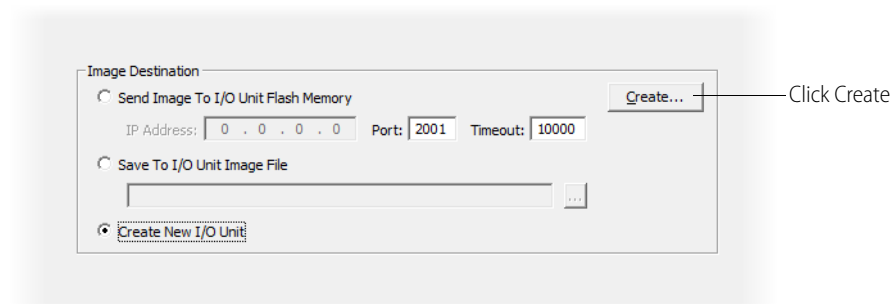 Image Destination
Send Image To I/O Unit Flash Memory
Create...
Click Create
IP Address: 0 . 0 . 0 . 0 Port: 2001 Timeout: 10000
Save To I/O Unit Image File
...
Create New I/O Unit